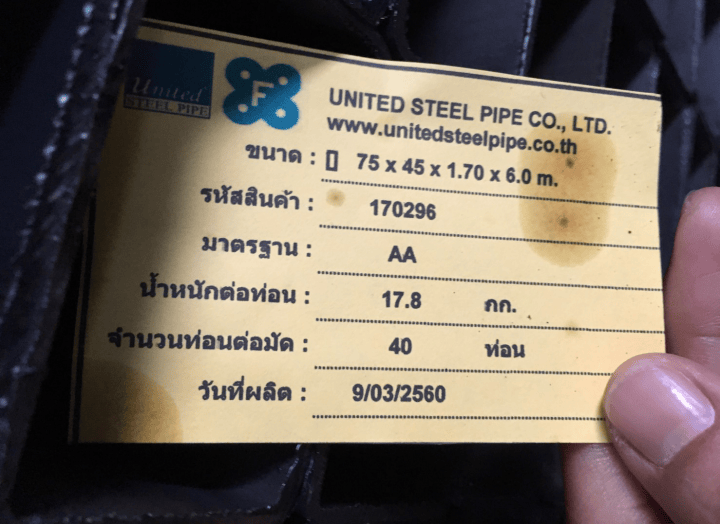 United
STEEL PIPE
F
UNITED STEEL PIPE CO., LTD.
www.unitedsteelpipe.co.th
ขนาด : ▯ 75 x 45 x 1.70 x 6.0 m.
รหัสสินค้า : 170296
มาตรฐาน : AA
น้ำหนักต่อท่อน : 17.8 กก.
จำนวนท่อนต่อมัด : 40 ท่อน
วันที่ผลิต : 9/03/2560